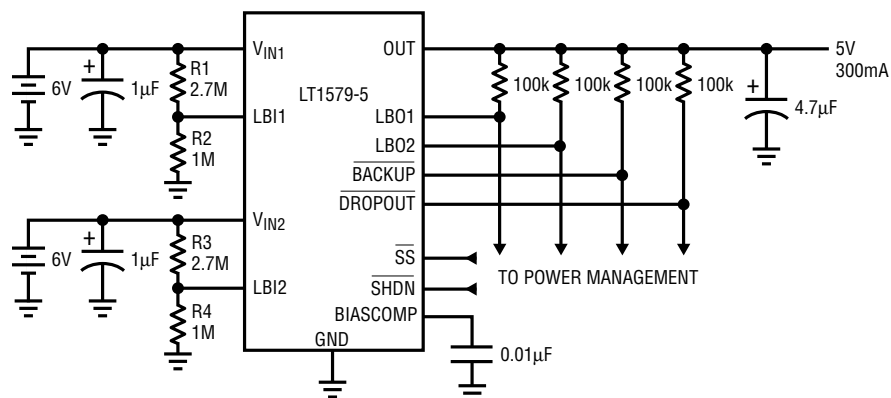 VIN1
OUT
5V
300mA
R1
2.7M
6V
1µF
LT1579-5
100k
100k
100k
100k
4.7µF
LBI1
LBO1
R2
1M
LBO2
BACKUP
DROPOUT
VIN2
6V
1µF
R3
2.7M
SS
TO POWER MANAGEMENT
LBI2
SHDN
R4
1M
BIASCOMP
GND
0.01µF